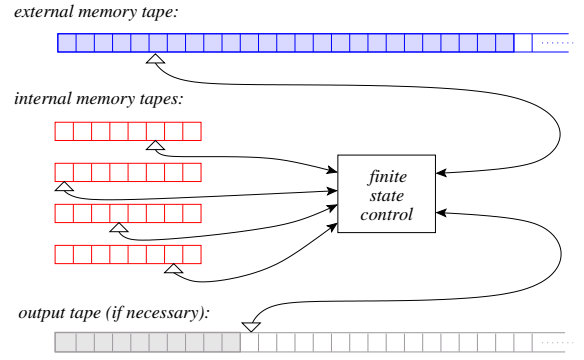 external memory tape:
internal memory tapes:
finite
state
control
output tape (if necessary):